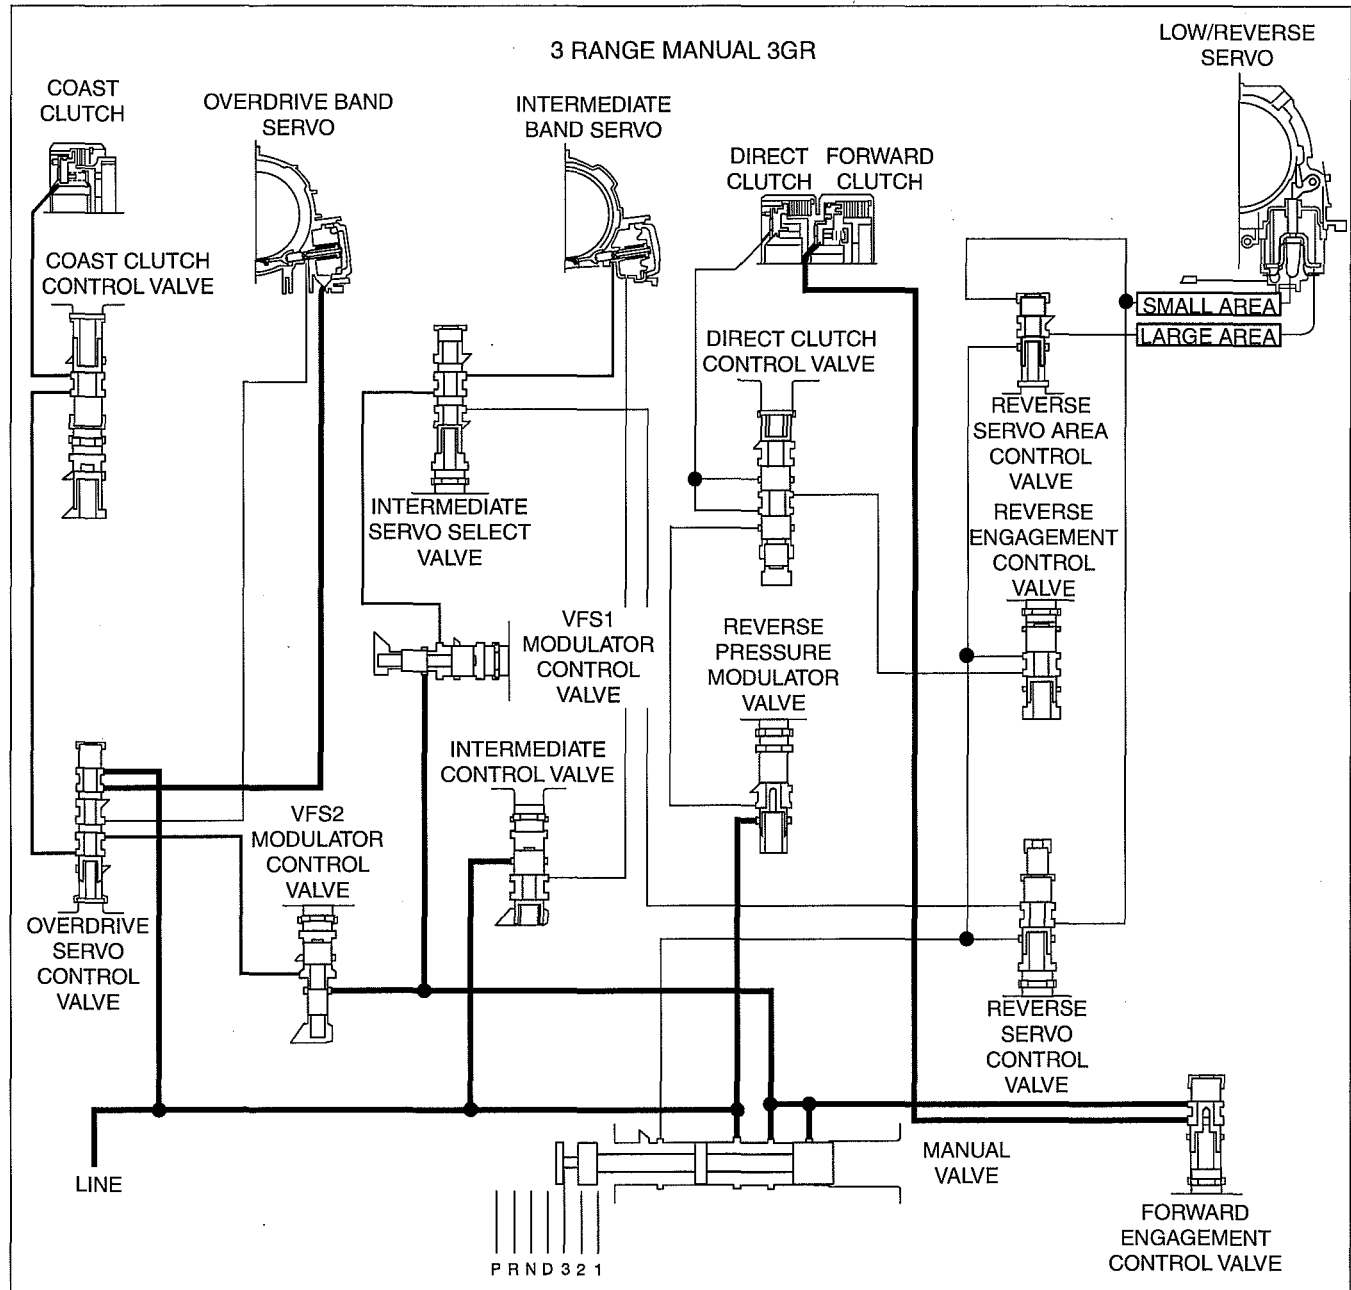 3 RANGE MANUAL 3GR
LOW/REVERSE
SERVO
COAST
CLUTCH
OVERDRIVE BAND
SERVO
INTERMEDIATE
BAND SERVO
DIRECT
CLUTCH
FORWARD
CLUTCH
COAST CLUTCH
CONTROL VALVE
SMALL AREA
LARGE AREA
DIRECT CLUTCH
CONTROL VALVE
REVERSE
SERVO AREA
CONTROL
VALVE
INTERMEDIATE
SERVO SELECT
VALVE
REVERSE
ENGAGEMENT
CONTROL
VALVE
VFS1
MODULATOR
CONTROL
VALVE
REVERSE
PRESSURE
MODULATOR
VALVE
INTERMEDIATE
CONTROL VALVE
VFS2
MODULATOR
CONTROL
VALVE
OVERDRIVE
SERVO
CONTROL
VALVE
REVERSE
SERVO
CONTROL
VALVE
LINE
MANUAL
VALVE
FORWARD
ENGAGEMENT
CONTROL VALVE
P R N D 3 2 1